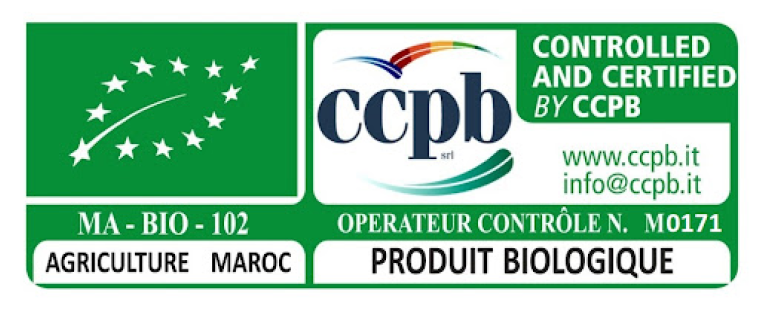 CONTROLLED
AND CERTIFIED
BY CCPB
ccpb
srl
www.ccpb.it
info@ccpb.it
MA - BIO - 102
OPERATEUR CONTRÔLE N. M0171
AGRICULTURE MAROC
PRODUIT BIOLOGIQUE